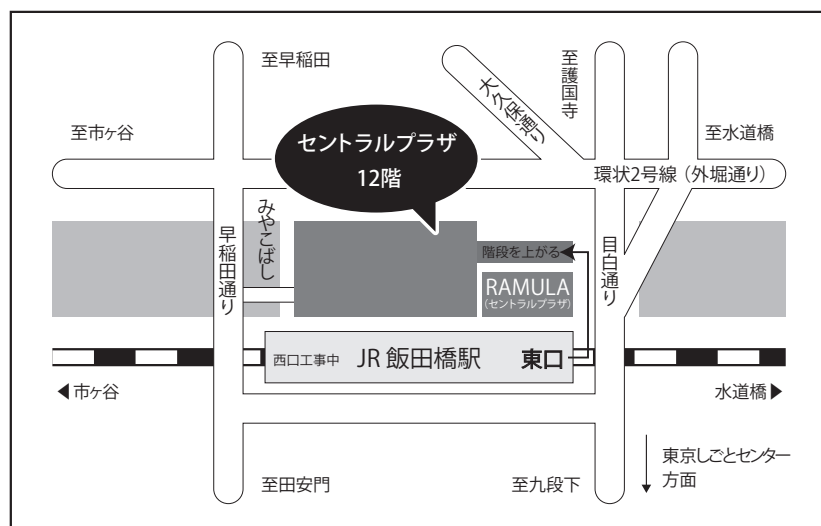 至早稲田
至護国寺
大久保通り
至市ヶ谷
至水道橋
セントラルプラザ
12階
環状2号線（外堀通り）
みやこばし
早稲田通り
目白通り
階段を上がる
RAMULA
（セントラルプラザ）
西口工事中
JR 飯田橋駅
東口
◀市ヶ谷
水道橋▶
至田安門
至九段下
東京しごとセンター
方面